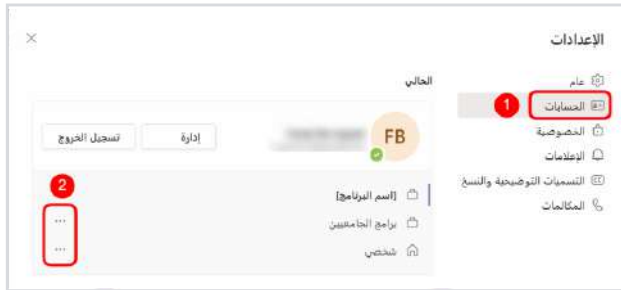 الإعدادات
عام
الحسابات
1
الخصوصية
الإعلامات
التسميات التوضيحية والنسخ
المكالمات
الحالي
FB
إدارة
تسجيل الخروج
2
[اسم البرنامج]
برامج الجامعيين
...
شخصي
...